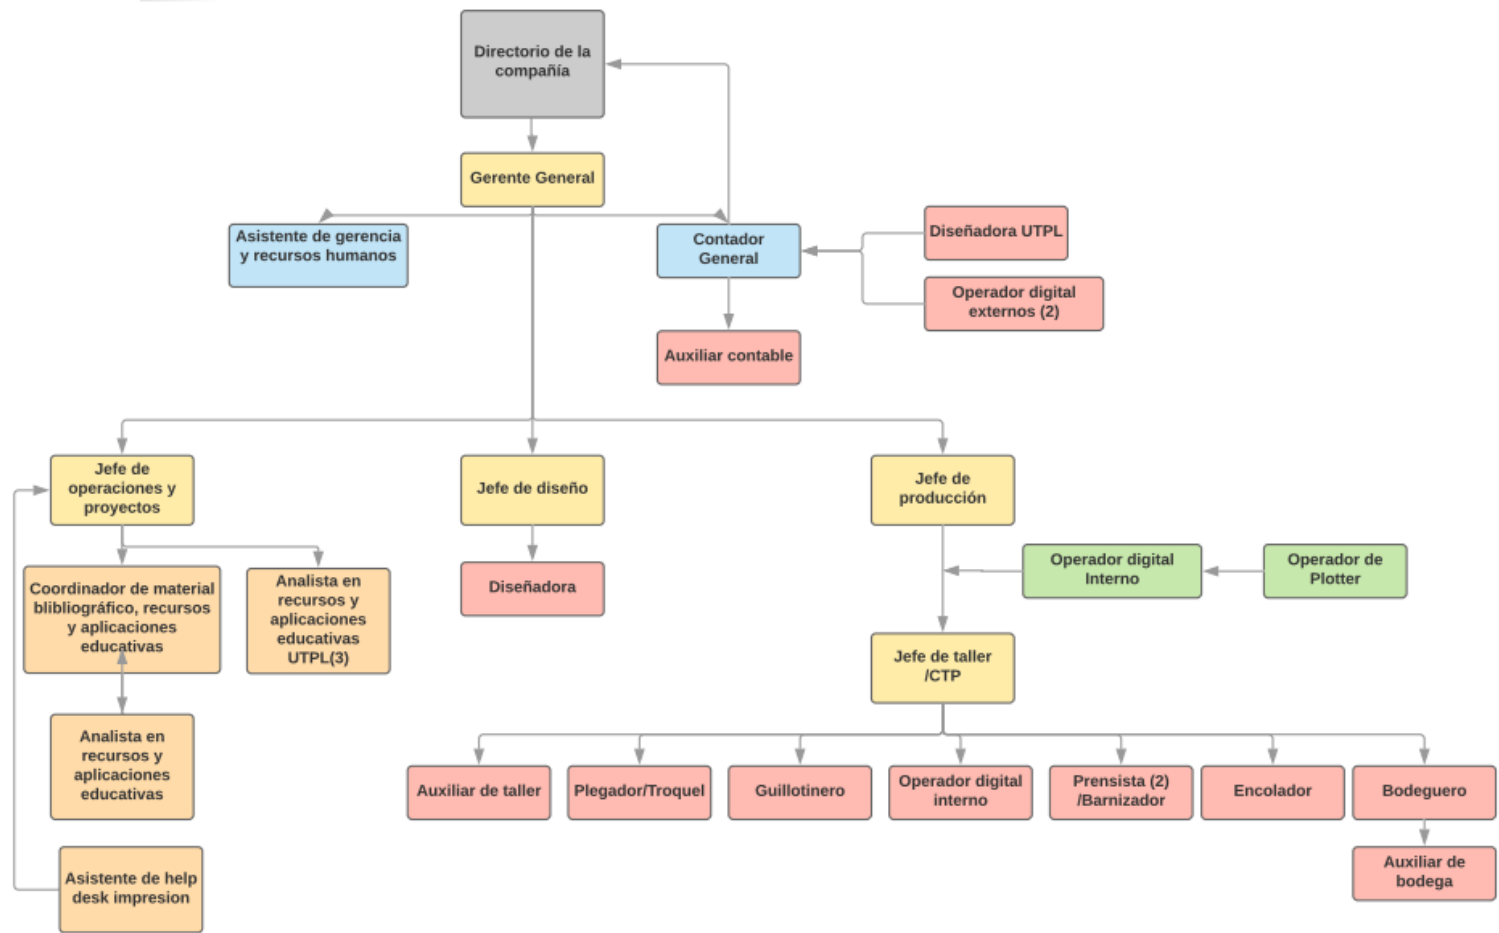 Directorio de la
compañía
Gerente General
Asistente de gerencia
y recursos humanos
Contador
General
Diseñadora UTPL
Operador digital
externos (2)
Auxiliar contable
Jefe de
operaciones y
proyectos
Jefe de diseño
Jefe de
producción
Coordinador de material
blibliográfico, recursos
y aplicaciones
educativas
Analista en
recursos y
aplicaciones
educativas
UTPL(3)
Diseñadora
Operador digital
Interno
Operador de
Plotter
Jefe de taller
/CTP
Analista en
recursos y
aplicaciones
educativas
Auxiliar de taller
Plegador/Troquel
Guillotinero
Operador digital
interno
Prensista (2)
/Barnizador
Encolador
Bodeguero
Asistente de help
desk impresion
Auxiliar de
bodega